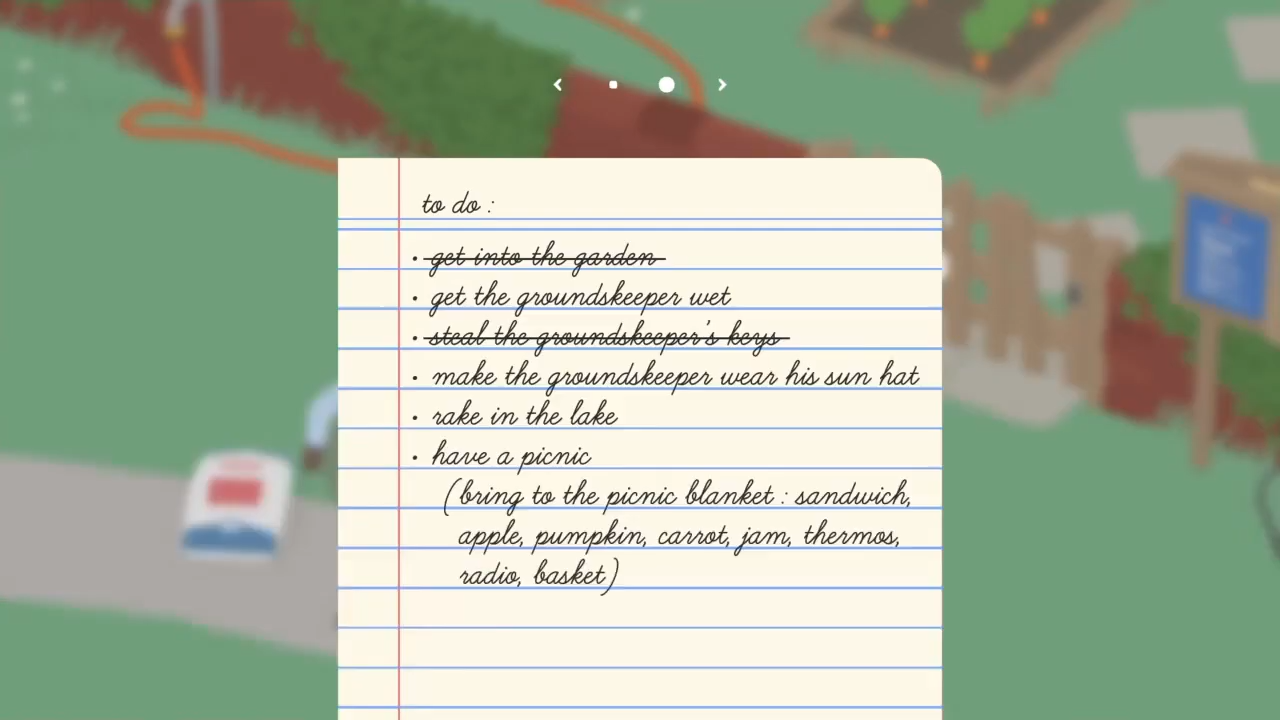 to do :
• get into the garden
• get the groundskeeper wet
• steal the groundskeeper's keys
• make the groundskeeper wear his sun hat
• rake in the lake
• have a picnic
(bring to the picnic blanket : sandwich,
apple, pumpkin, carrot, jam, thermos,
radio, basket)